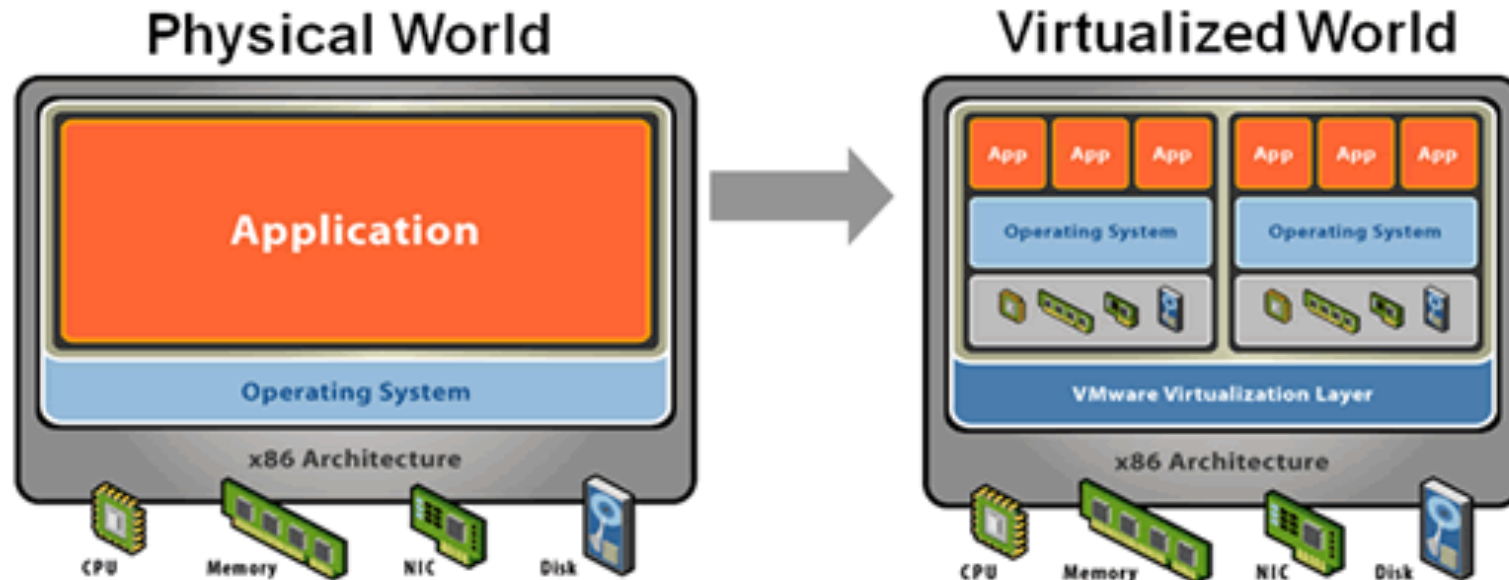 Physical World
Application
Operating System
x86 Architecture
CPU
Memory
NIC
Disk
Virtualized World
App App App
Operating System
App App App
Operating System
VMware Virtualization Layer
x86 Architecture
CPU
Memory
NIC
Disk